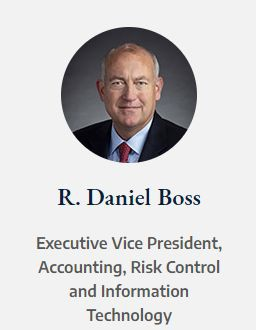 R. Daniel Boss
Executive Vice President,
Accounting, Risk Control
and Information
Technology